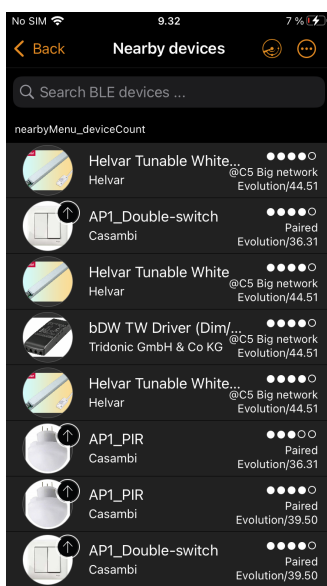 No SIM 9.32 7 %
Back Nearby devices
Search BLE devices ...
nearbyMenu_deviceCount
Helvar Tunable White...
Helvar @C5 Big network
Evolution/44.51
AP1_Double-switch
Casambi Paired
Evolution/36.31
Helvar Tunable White
Helvar @C5 Big network
Evolution/44.51
bDW TW Driver (Dim/...
Tridonic GmbH & Co KG @C5 Big network
Evolution/44.51
Helvar Tunable White...
Helvar @C5 Big network
Evolution/44.51
AP1_PIR
Casambi Paired
Evolution/36.31
AP1_PIR
Casambi Paired
Evolution/39.50
AP1_Double-switch
Casambi Paired
Evolution/39.50